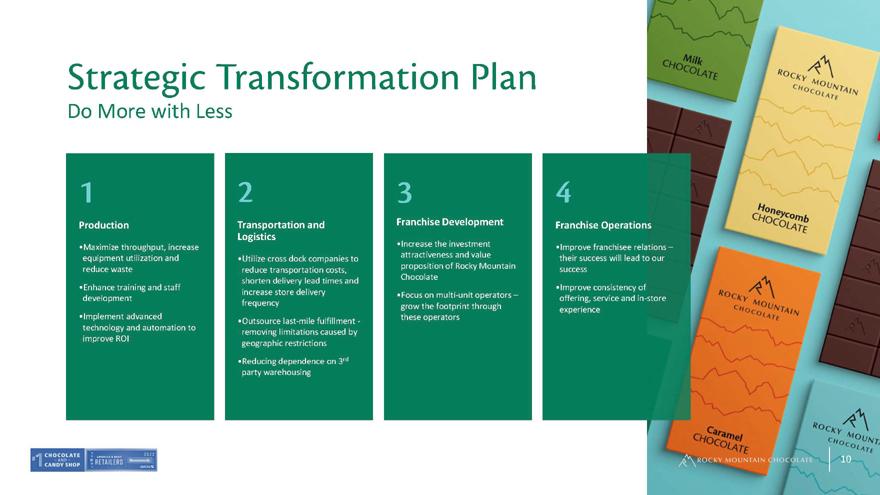 Strategic Transformation Plan
Do More with Less
1
Production
•Maximize throughput, increase
equipment utilization and
reduce waste
•Enhance training and staff
development
•Implement advanced
technology and automation to
improve ROI
2
Transportation and
Logistics
•Utilize cross dock companies to
reduce transportation costs,
shorten delivery lead times and
increase store delivery
frequency
•Outsource last-mile fulfillment -
removing limitations caused by
geographic restrictions
•Reducing dependence on 3rd
party warehousing
3
Franchise Development
•Increase the investment
attractiveness and value
proposition of Rocky Mountain
Chocolate
•Focus on multi-unit operators –
grow the footprint through
these operators
4
Franchise Operations
•Improve franchisee relations –
their success will lead to our
success
•Improve consistency of
offering, service and in-store
experience
Milk
CHOCOLATE
ROCKY MOUNTAIN
CHOCOLATE
Honeycomb
CHOCOLATE
ROCKY MOUNTAIN
CHOCOLATE
Caramel
CHOCOLATE
ROCKY MOUNTAIN
CHOCOLATE
#1 CHOCOLATE
AND
CANDY SHOP
AMERICA'S BEST
RETAILERS
2023
ROCKY MOUNTAIN CHOCOLATE
10